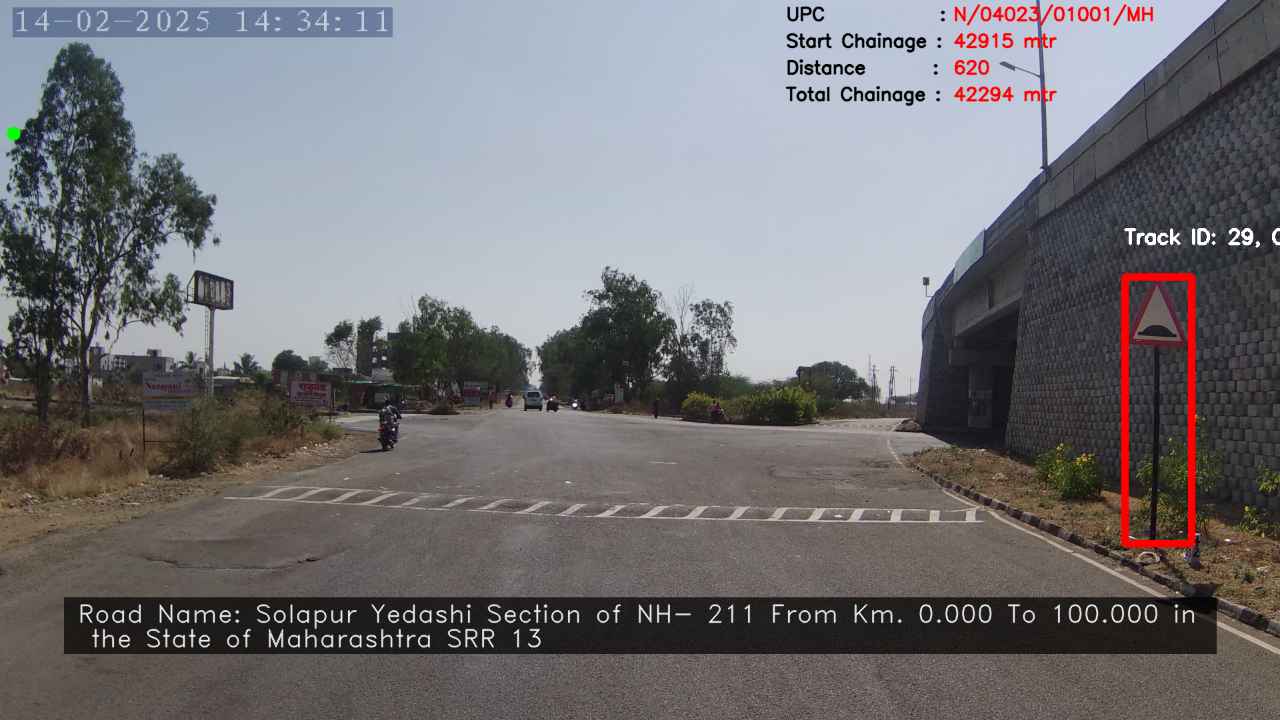 14-02-2025 14:34:11
UPC : N/04023/01001/MH
Start Chainage : 42915 mtr
Distance : 620
Total Chainage : 42294 mtr
Track ID: 29,
Road Name: Solapur Yedashi Section of NH- 211 From Km. 0.000 To 100.000 in
the State of Maharashtra SRR 13